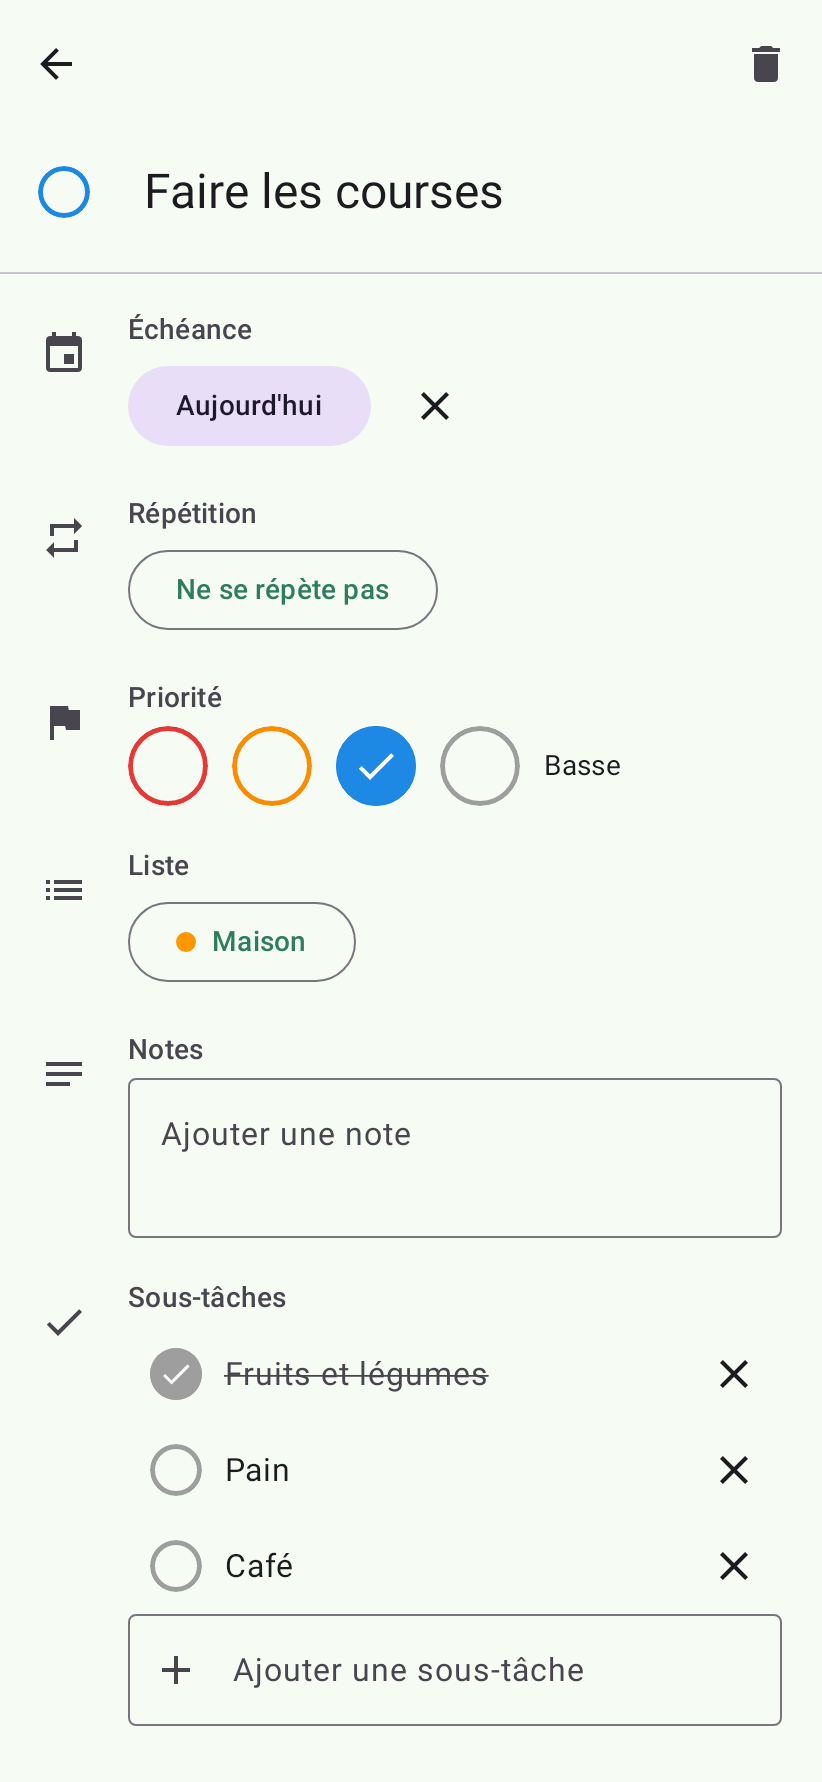 Faire les courses
Échéance
Aujourd'hui
Répétition
Ne se répète pas
Priorité
Basse
Liste
Maison
Notes
Ajouter une note
Sous-tâches
Fruits et légumes
Pain
Café
Ajouter une sous-tâche